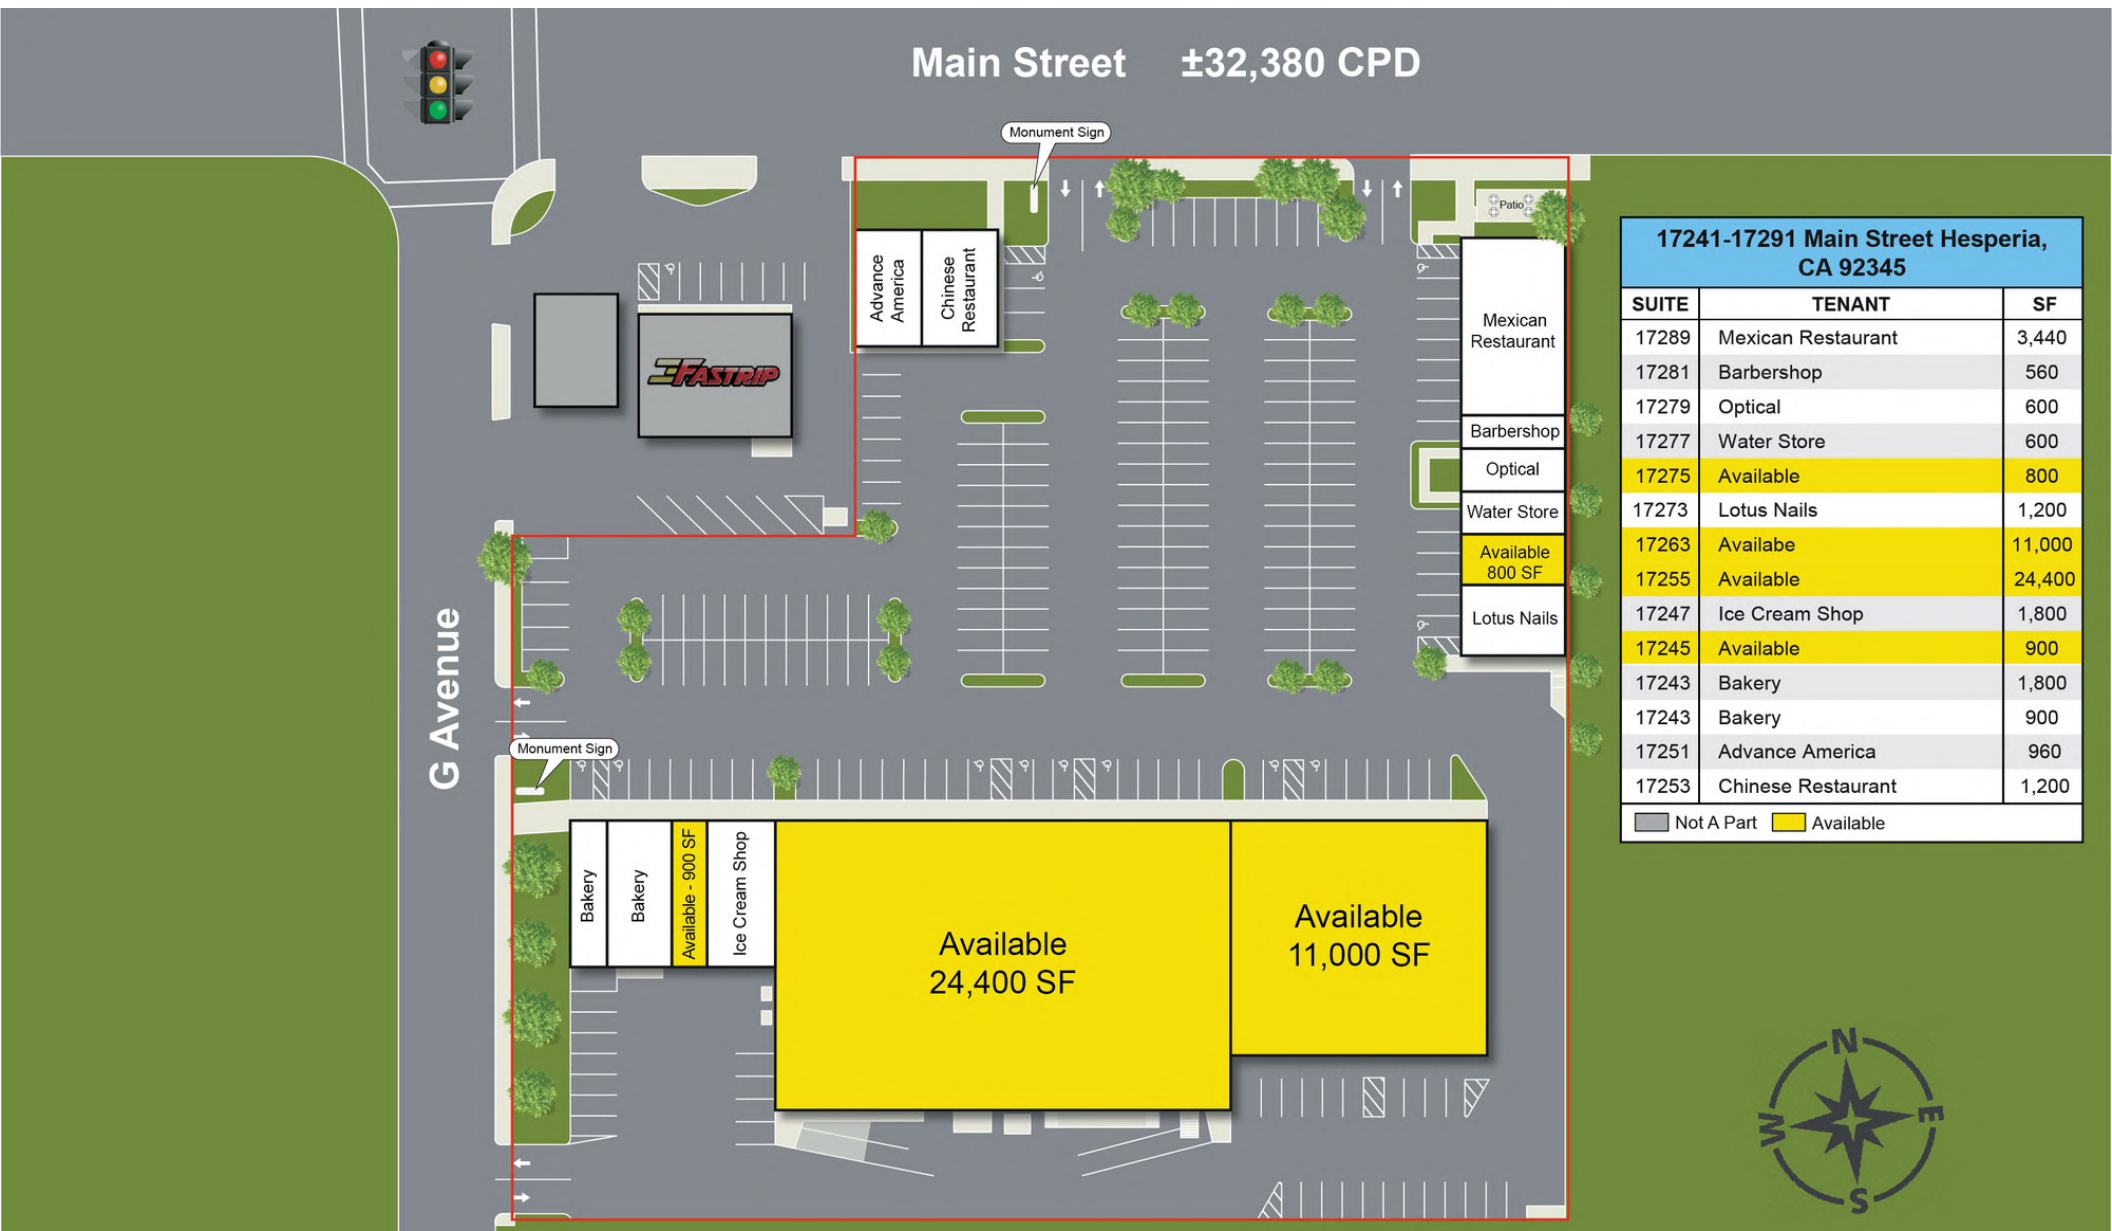 Main Street ±32,380 CPD
Monument Sign
Patio
Advance
America
Chinese
Restaurant
Mexican
Restaurant
FASTRIP
Barbershop
Optical
Water Store
Available
800 SF
Lotus Nails
G Avenue
Monument Sign
Bakery
Bakery
Available - 900 SF
Ice Cream Shop
Available
24,400 SF
Available
11,000 SF
17241-17291 Main Street Hesperia,
CA 92345
SUITE TENANT SF
17289 Mexican Restaurant 3,440
17281 Barbershop 560
17279 Optical 600
17277 Water Store 600
17275 Available 800
17273 Lotus Nails 1,200
17263 Availabe 11,000
17255 Available 24,400
17247 Ice Cream Shop 1,800
17245 Available 900
17243 Bakery 1,800
17243 Bakery 900
17251 Advance America 960
17253 Chinese Restaurant 1,200
Not A Part Available
N
W E
S